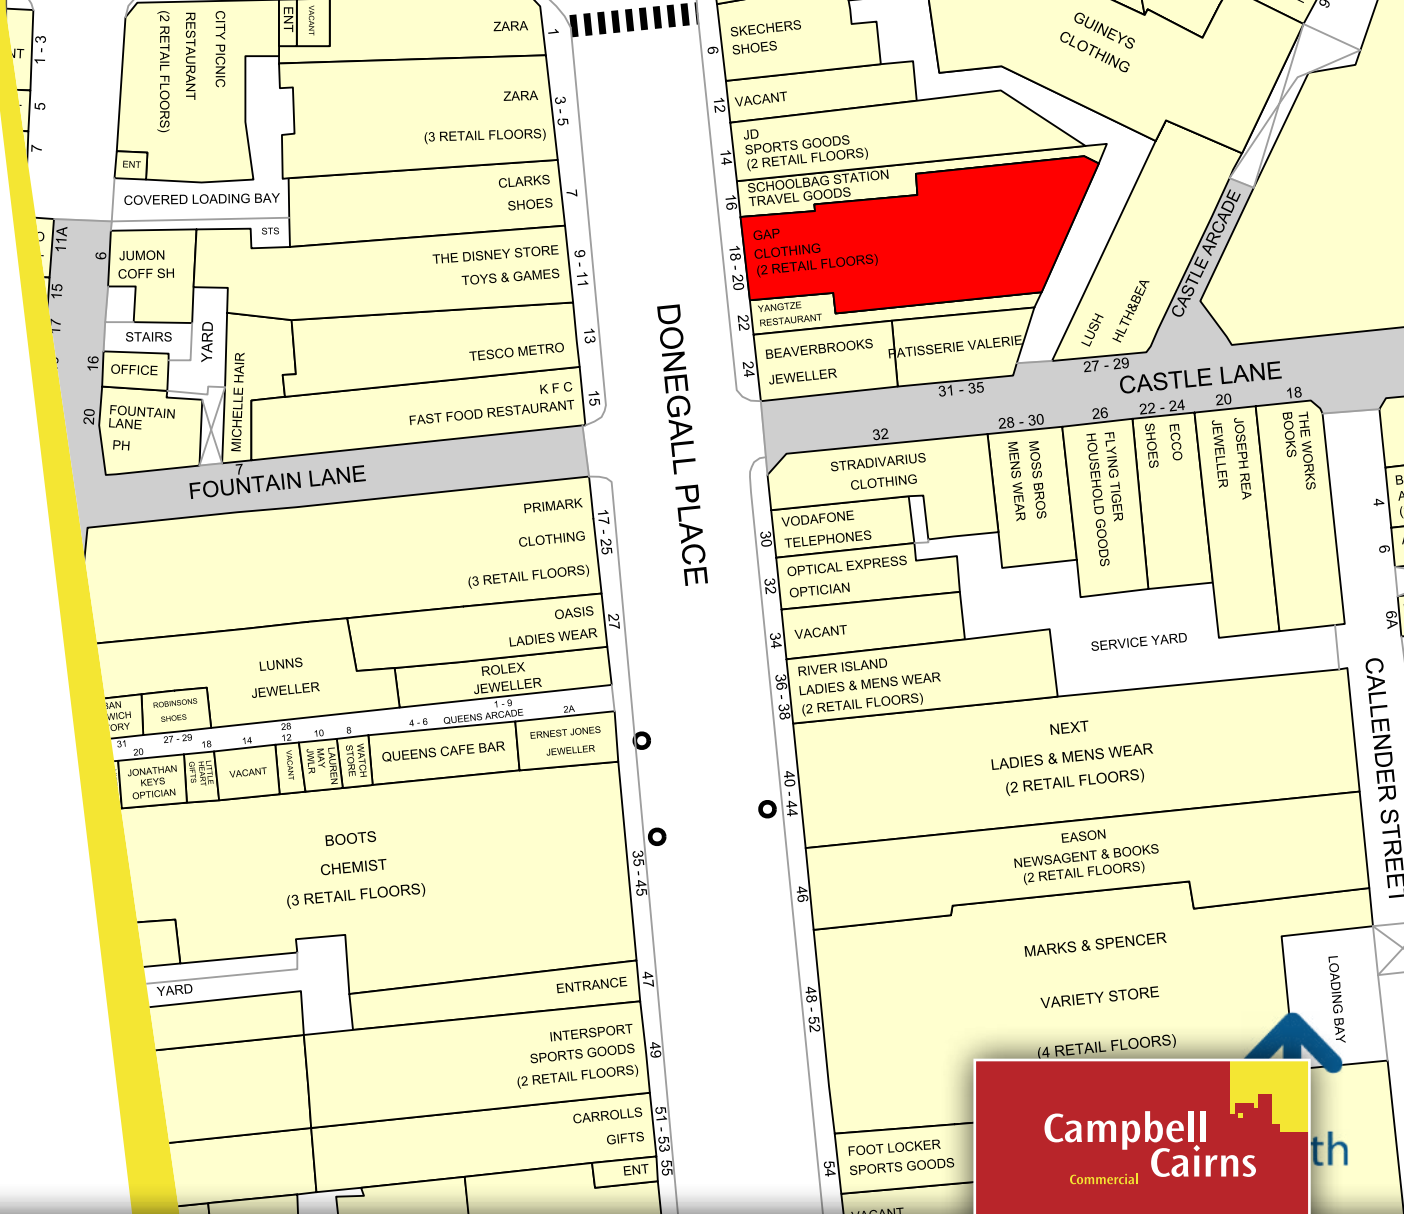 1 - 3
5
7
CITY PICNIC
RESTAURANT
(2 RETAIL FLOORS)
ENT
VACANT
ENT
ZARA
1
ZARA
(3 RETAIL FLOORS)
3 - 5
COVERED LOADING BAY
CLARKS
SHOES
7
STS
11A
15
17
6
JUMON
COFF SH
THE DISNEY STORE
TOYS & GAMES
9 - 11
STAIRS
YARD
16
OFFICE
MICHELLE HAIR
7
TESCO METRO
13
20
FOUNTAIN
LANE
PH
K F C
FAST FOOD RESTAURANT
15
FOUNTAIN LANE
PRIMARK
CLOTHING
(3 RETAIL FLOORS)
17 - 25
OASIS
LADIES WEAR
27
LUNNS
JEWELLER
ROLEX
JEWELLER
ROBINSONS
SHOES
1 - 9
QUEENS ARCADE
4 - 6
2A
31
27 - 29
28
20
18
14
12
10
8
JONATHAN
KEYS
OPTICIAN
LITTLE
HEART
GIFTS
VACANT
VACANT
LAUREN
MAY
JWLR
WATCH
STORE
QUEENS CAFE BAR
ERNEST JONES
JEWELLER
BOOTS
CHEMIST
(3 RETAIL FLOORS)
35 - 45
YARD
ENTRANCE
47
INTERSPORT
SPORTS GOODS
(2 RETAIL FLOORS)
49
CARROLLS
GIFTS
51 - 53
ENT
55
DONEGALL PLACE
6
SKECHERS
SHOES
GUINEYS
CLOTHING
12
VACANT
14
JD
SPORTS GOODS
(2 RETAIL FLOORS)
16
SCHOOLBAG STATION
TRAVEL GOODS
18 - 20
GAP
CLOTHING
(2 RETAIL FLOORS)
22
YANGTZE
RESTAURANT
24
BEAVERBROOKS
JEWELLER
PATISSERIE VALERIE
31 - 35
LUSH
HLTH&BEA
27 - 29
CASTLE ARCADE
CASTLE LANE
32
28 - 30
26
22 - 24
20
18
STRADIVARIUS
CLOTHING
MOSS BROS
MENS WEAR
FLYING TIGER
HOUSEHOLD GOODS
ECCO
SHOES
JOSEPH REA
JEWELLER
THE WORKS
BOOKS
30
VODAFONE
TELEPHONES
32
OPTICAL EXPRESS
OPTICIAN
34
VACANT
SERVICE YARD
36 - 38
RIVER ISLAND
LADIES & MENS WEAR
(2 RETAIL FLOORS)
4
6
6A
CALLENDER STREET
40 - 44
NEXT
LADIES & MENS WEAR
(2 RETAIL FLOORS)
46
EASON
NEWSAGENT & BOOKS
(2 RETAIL FLOORS)
48 - 52
MARKS & SPENCER
VARIETY STORE
(4 RETAIL FLOORS)
LOADING BAY
54
FOOT LOCKER
SPORTS GOODS
VACANT
Campbell
Cairns
Commercial
th